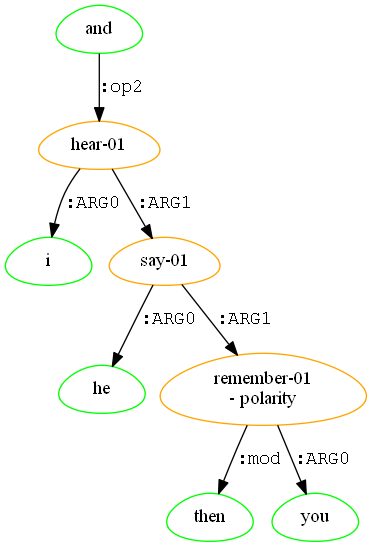 and
:op2
hear-01
:ARG0 :ARG1
i say-01
:ARG0 :ARG1
he remember-01
- polarity
:mod :ARG0
then you